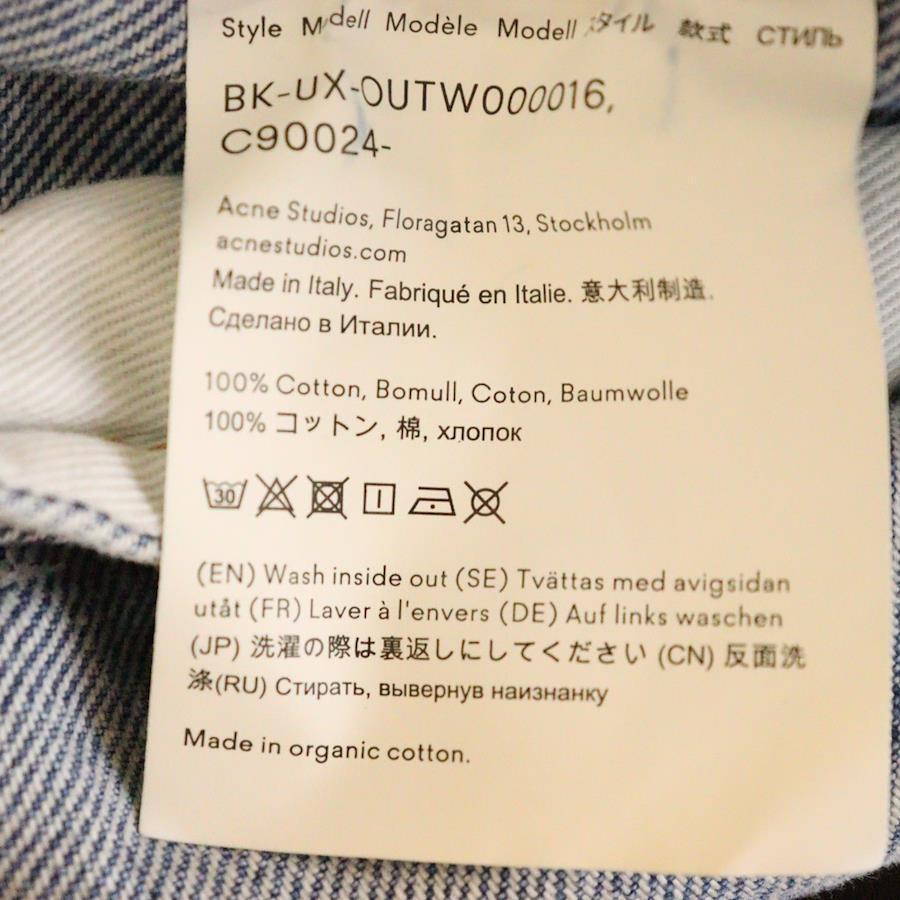 Style Modell Modèle Modell スタイル 款式 СТИЛЬ
BK-UX-OUTW000016,
C90024-
Acne Studios, Floragatan 13, Stockholm
acnestudios.com
Made in Italy. Fabriqué en Italie. 意大利制造.
Сделано в Италии.
100% Cotton, Bomull, Coton, Baumwolle
100% コットン, 棉, хлопок
30
(EN) Wash inside out (SE) Tvättas med avigsidan
utåt (FR) Laver à l'envers (DE) Auf links waschen
(JP) 洗濯の際は裏返しにしてください (CN) 反面洗
涤(RU) Стирать, вывернув наизнанку
Made in organic cotton.